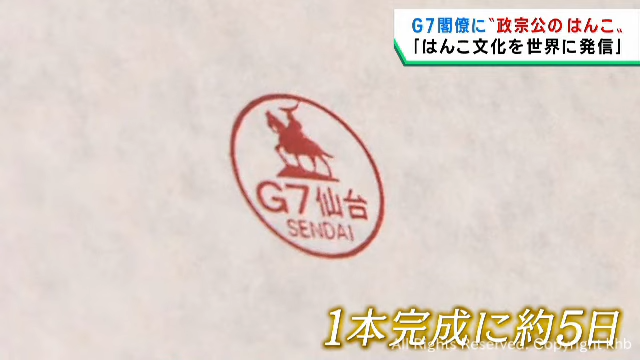 G7閣僚に〝政宗公のはんこ〟
「はんこ文化を世界に発信」
G7仙台
SENDAI
1本完成に約5日
All Rights Reserved. Copyright Khb